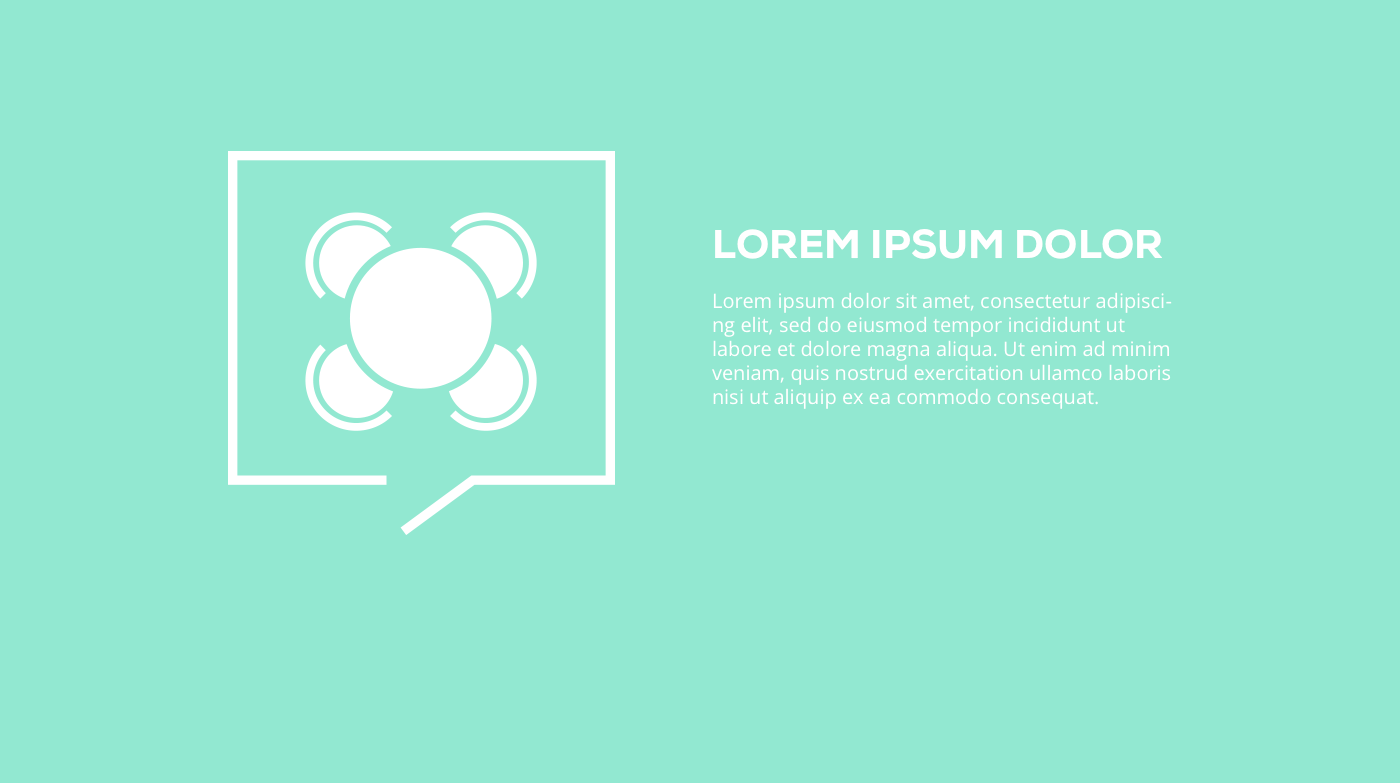 LOREM IPSUM DOLOR
Lorem ipsum dolor sit amet, consectetur adipisci-
ng elit, sed do eiusmod tempor incididunt ut
labore et dolore magna aliqua. Ut enim ad minim
veniam, quis nostrud exercitation ullamco laboris
nisi ut aliquip ex ea commodo consequat.